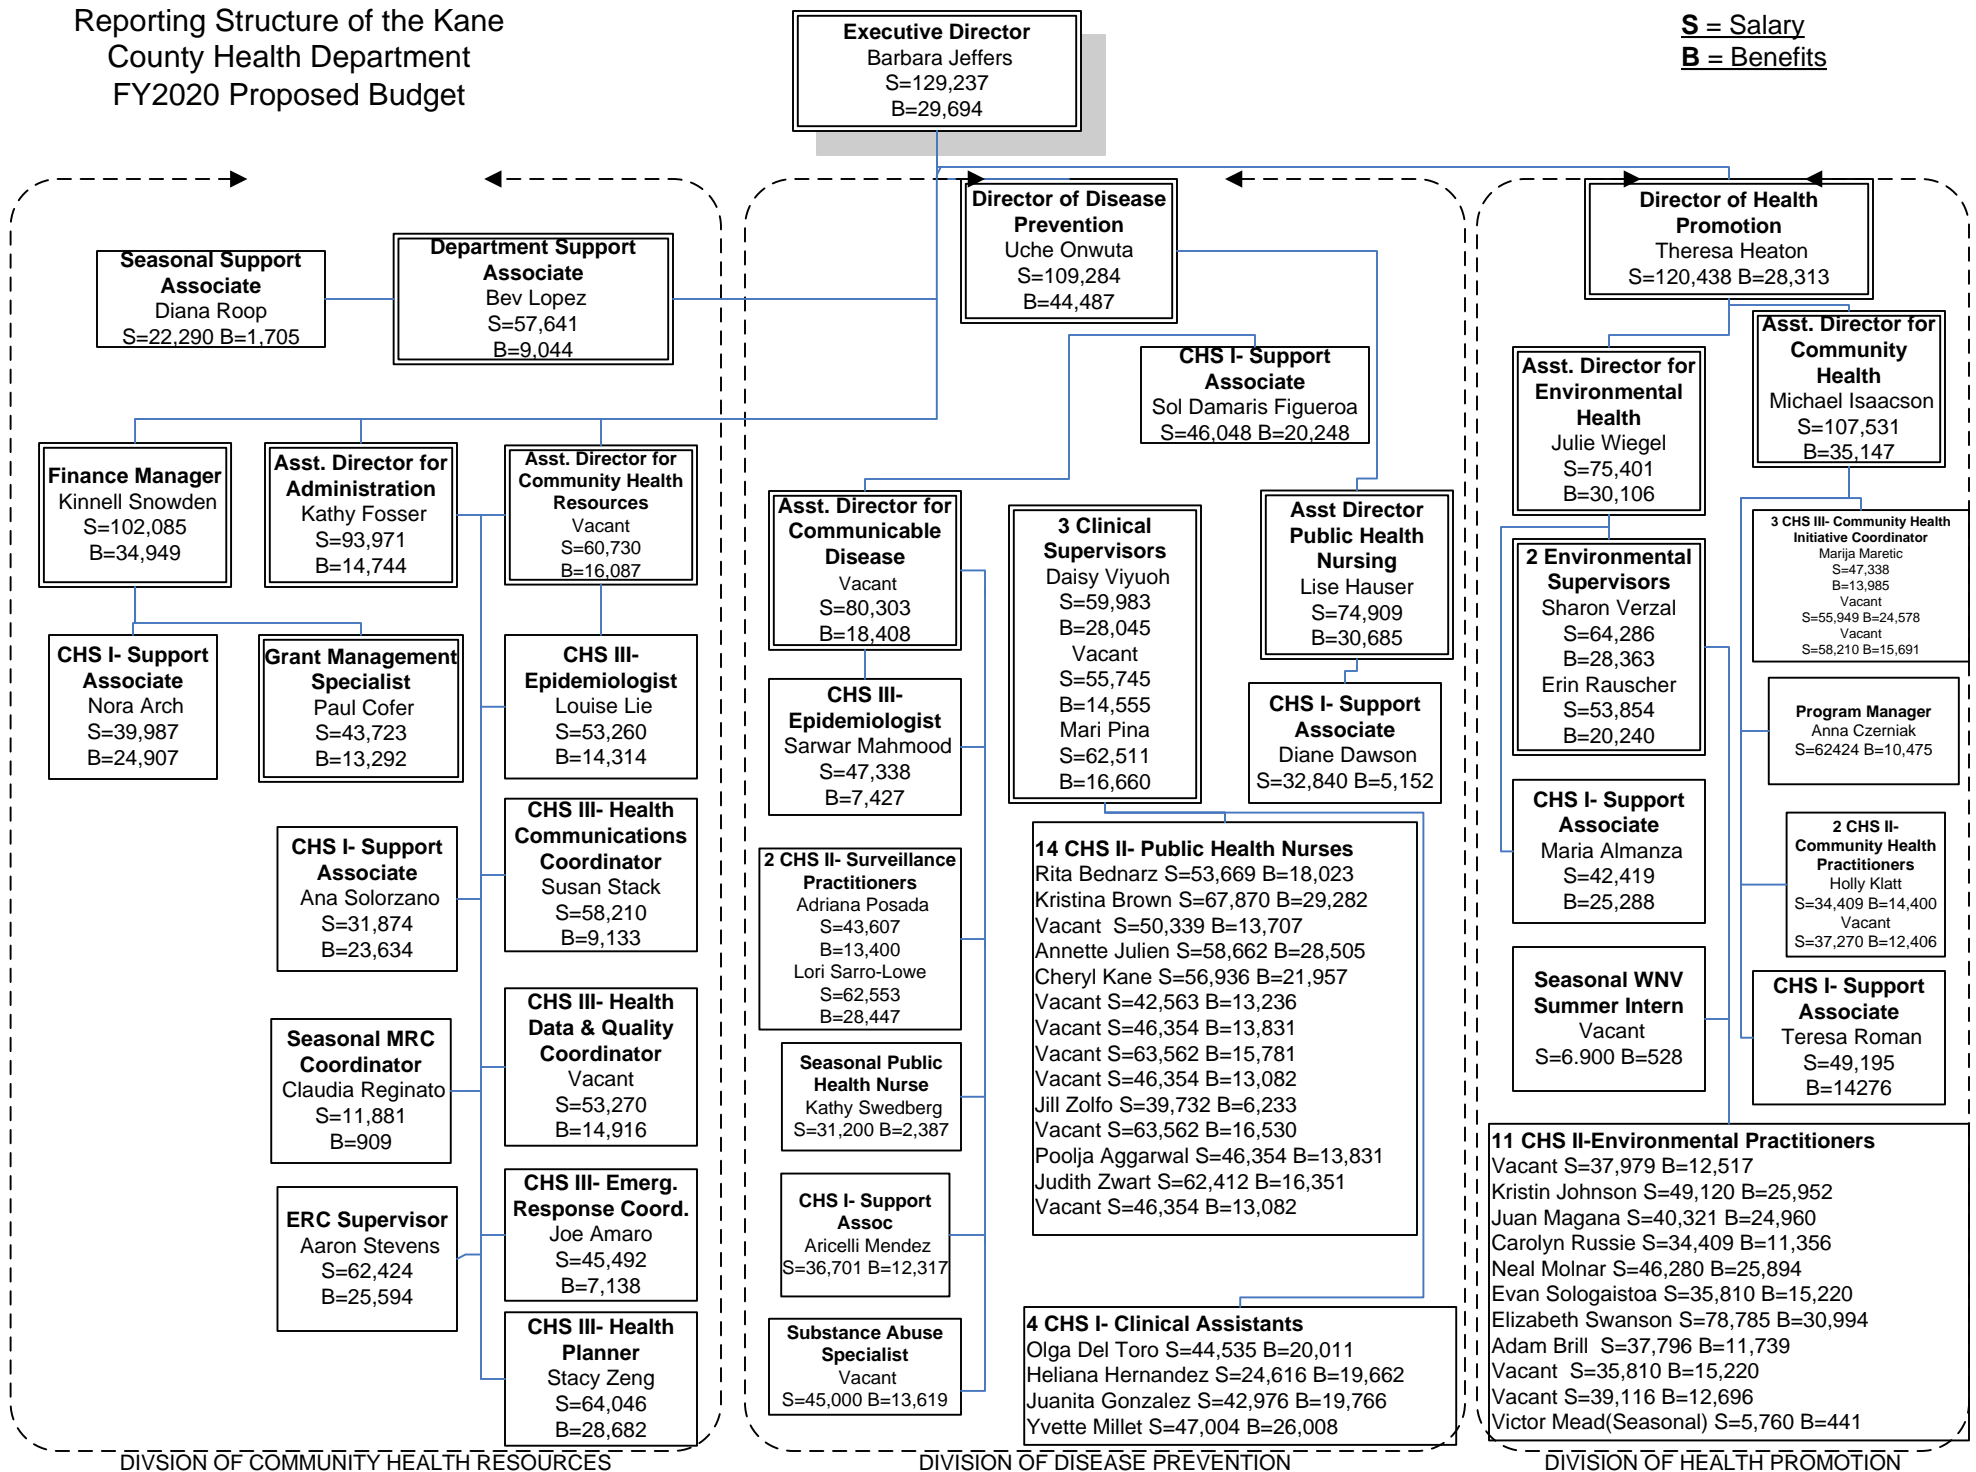 Reporting Structure of the Kane
County Health Department
FY2020 Proposed Budget
Executive Director
Barbara Jeffers
S=129,237
B=29,694
S = Salary
B = Benefits
Seasonal Support
Associate
Diana Roop
S=22,290 B=1,705
Department Support
Associate
Bev Lopez
S=57,641
B=9,044
Finance Manager
Kinnell Snowden
S=102,085
B=34,949
Asst. Director for
Administration
Kathy Fosser
S=93,971
B=14,744
Asst. Director for
Community Health
Resources
Vacant
S=60,730
B=16,087
CHS I- Support
Associate
Nora Arch
S=39,987
B=24,907
Grant Management
Specialist
Paul Cofer
S=43,723
B=13,292
CHS III-
Epidemiologist
Louise Lie
S=53,260
B=14,314
CHS I- Support
Associate
Ana Solorzano
S=31,874
B=23,634
CHS III- Health
Communications
Coordinator
Susan Stack
S=58,210
B=9,133
Seasonal MRC
Coordinator
Claudia Reginato
S=11,881
B=909
CHS III- Health
Data & Quality
Coordinator
Vacant
S=53,270
B=14,916
ERC Supervisor
Aaron Stevens
S=62,424
B=25,594
CHS III- Emerg.
Response Coord.
Joe Amaro
S=45,492
B=7,138
CHS III- Health
Planner
Stacy Zeng
S=64,046
B=28,682
DIVSION OF COMMUNITY HEALTH RESOURCES
Director of Disease
Prevention
Uche Onwuta
S=109,284
B=44,487
CHS I- Support
Associate
Sol Damaris Figueroa
S=46,048 B=20,248
Asst. Director for
Communicable
Disease
Vacant
S=80,303
B=18,408
3 Clinical
Supervisors
Daisy Viyuoh
S=59,983
B=28,045
Vacant
S=55,745
B=14,555
Mari Pina
S=62,511
B=16,660
Asst Director
Public Health
Nursing
Lise Hauser
S=74,909
B=30,685
CHS III-
Epidemiologist
Sarwar Mahmood
S=47,338
B=7,427
CHS I- Support
Associate
Diane Dawson
S=32,840 B=5,152
2 CHS II- Surveillance
Practitioners
Adriana Posada
S=43,607
B=13,400
Lori Sarro-Lowe
S=62,553
B=28,447
Seasonal Public
Health Nurse
Kathy Swedberg
S=31,200 B=2,387
CHS I- Support
Assoc
Aricelli Mendez
S=36,701 B=12,317
Substance Abuse
Specialist
Vacant
S=45,000 B=13,619
14 CHS II- Public Health Nurses
Rita Bednarz S=53,669 B=18,023
Kristina Brown S=67,870 B=29,282
Vacant S=50,339 B=13,707
Annette Julien S=58,662 B=28,505
Cheryl Kane S=56,936 B=21,957
Vacant S=42,563 B=13,236
Vacant S=46,354 B=13,831
Vacant S=63,562 B=15,781
Vacant S=46,354 B=13,082
Jill Zolfo S=39,732 B=6,233
Vacant S=63,562 B=16,530
Poolja Aggarwal S=46,354 B=13,831
Judith Zwart S=62,412 B=16,351
Vacant S=46,354 B=13,082
4 CHS I- Clinical Assistants
Olga Del Toro S=44,535 B=20,011
Heliana Hernandez S=24,616 B=19,662
Juanita Gonzalez S=42,976 B=19,766
Yvette Millet S=47,004 B=26,008
DIVISION OF DISEASE PREVENTION
Director of Health
Promotion
Theresa Heaton
S=120,438 B=28,313
Asst. Director for
Environmental
Health
Julie Wiegel
S=75,401
B=30,106
Asst. Director for
Community
Health
Michael Isaacson
S=107,531
B=35,147
2 Environmental
Supervisors
Sharon Verzal
S=64,286
B=28,363
Erin Rauscher
S=53,854
B=20,240
3 CHS III- Community Health
Initiative Coordinator
Marija Maretic
S=47,338
B=13,985
Vacant
S=55,949 B=24,578
Vacant
S=58,210 B=15,691
Program Manager
Anna Czerniak
S=62424 B=10,475
CHS I- Support
Associate
Maria Almanza
S=42,419
B=25,288
2 CHS II-
Community Health
Practitioners
Holly Klatt
S=34,409 B=14,400
Vacant
S=37,270 B=12,406
Seasonal WNV
Summer Intern
Vacant
S=6.900 B=528
CHS I- Support
Associate
Teresa Roman
S=49,195
B=14276
11 CHS II-Environmental Practitioners
Vacant S=37,979 B=12,517
Kristin Johnson S=49,120 B=25,952
Juan Magana S=40,321 B=24,960
Carolyn Russie S=34,409 B=11,356
Neal Molnar S=46,280 B=25,894
Evan Sologaistoa S=35,810 B=15,220
Elizabeth Swanson S=78,785 B=30,994
Adam Brill S=37,796 B=11,739
Vacant S=35,810 B=15,220
Vacant S=39,116 B=12,696
Victor Mead(Seasonal) S=5,760 B=441
DIVISION OF HEALTH PROMOTION